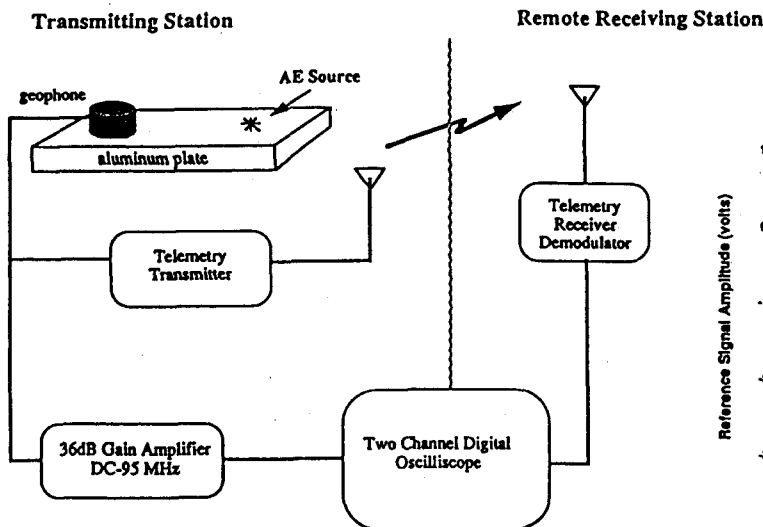 Transmitting Station
Remote Receiving Station
AE Source
geophone
aluminum plate
Telemetry
Transmitter
Telemetry
Receiver
Demodulator
Reference Signal Amplitude (volts)
36dB Gain Amplifier
DC-95 MHz
Two Channel Digital
Oscilliscope